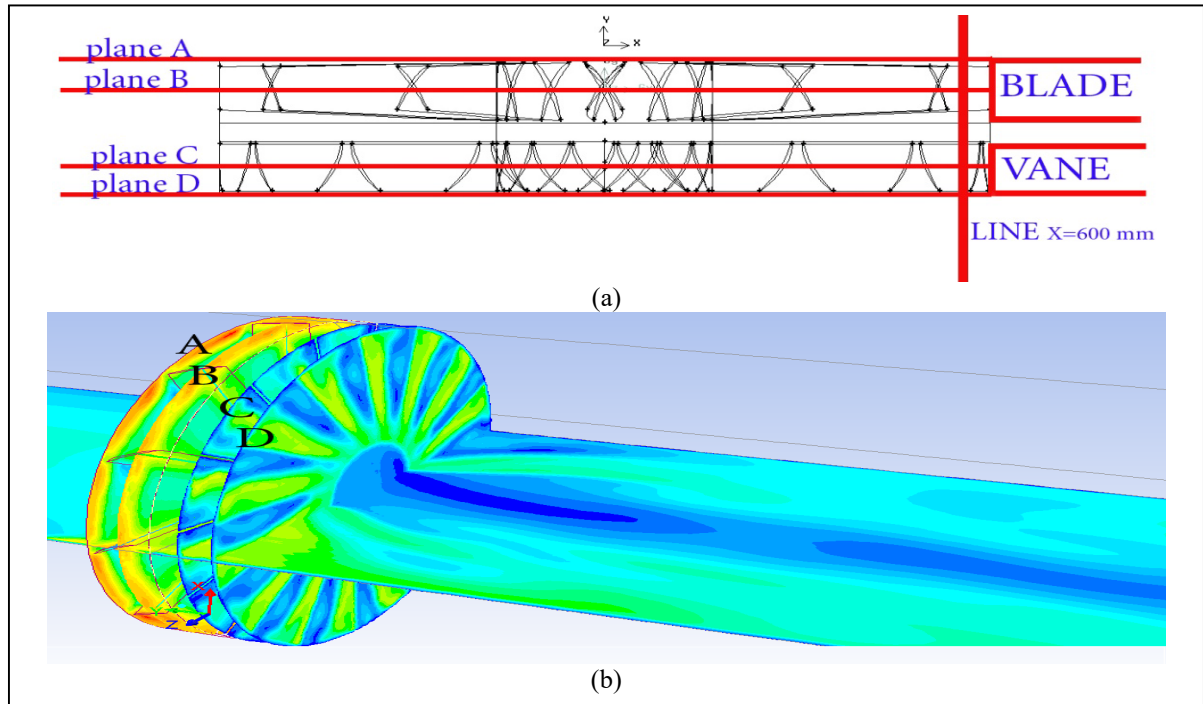 Y
Z X
plane A
plane B
BLADE
plane C
plane D
VANE
LINE X=600 mm
(a)
A
B
C
D
X
Z
(b)